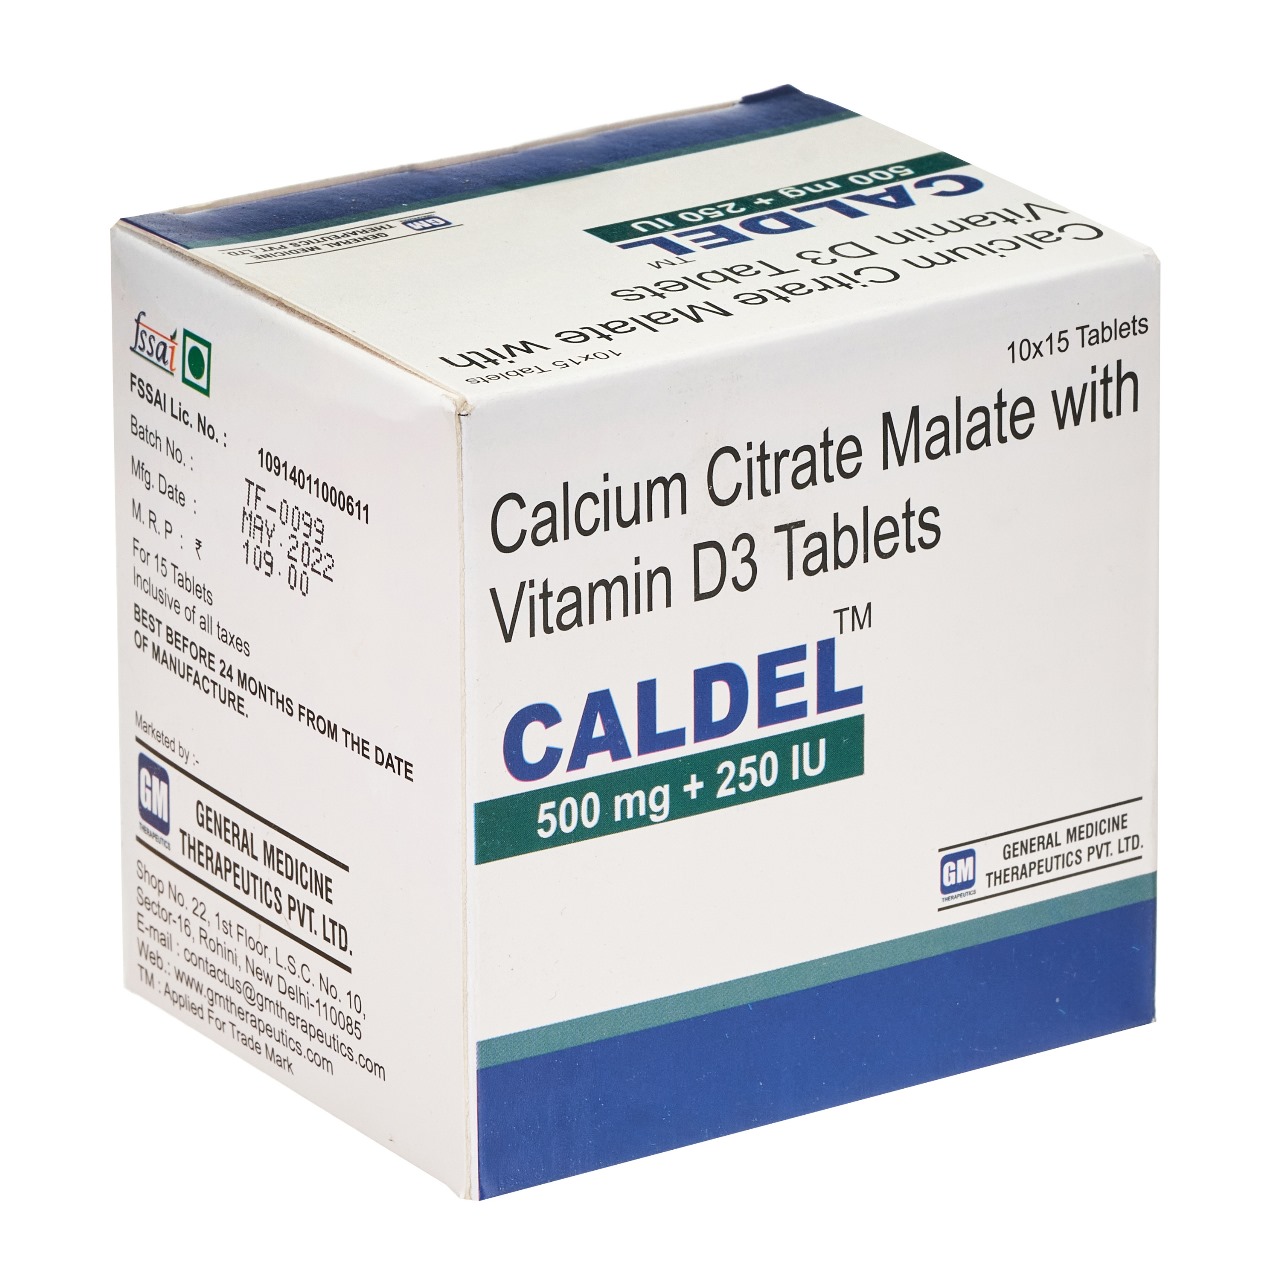 GM
GENERAL MEDICINE
THERAPEUTICS PVT. LTD.
500 mg + 250 IU
CALDEL™
Calcium Citrate Malate with
Vitamin D3 Tablets
10x15 Tablets
fssai
FSSAI Lic. No. : 10914011000611
Batch No. : TF-0099
Mfg. Date : MAY.2022
M. R. P : ₹ 109.00
For 15 Tablets
Inclusive of all taxes
BEST BEFORE 24 MONTHS FROM THE DATE
OF MANUFACTURE.
Marketed by :-
GM
THERAPEUTICS
GENERAL MEDICINE
THERAPEUTICS PVT. LTD.
Shop No. 22, 1st Floor, L.S.C. No. 10,
Sector-16, Rohini, New Delhi-110085
E-mail : contactus@gmtherapeutics.com
Web.: www.gmtherapeutics.com
TM : Applied For Trade Mark
10x15 Tablets
Calcium Citrate Malate with
Vitamin D3 Tablets
CALDEL™
500 mg + 250 IU
GM
THERAPEUTICS
GENERAL MEDICINE
THERAPEUTICS PVT. LTD.